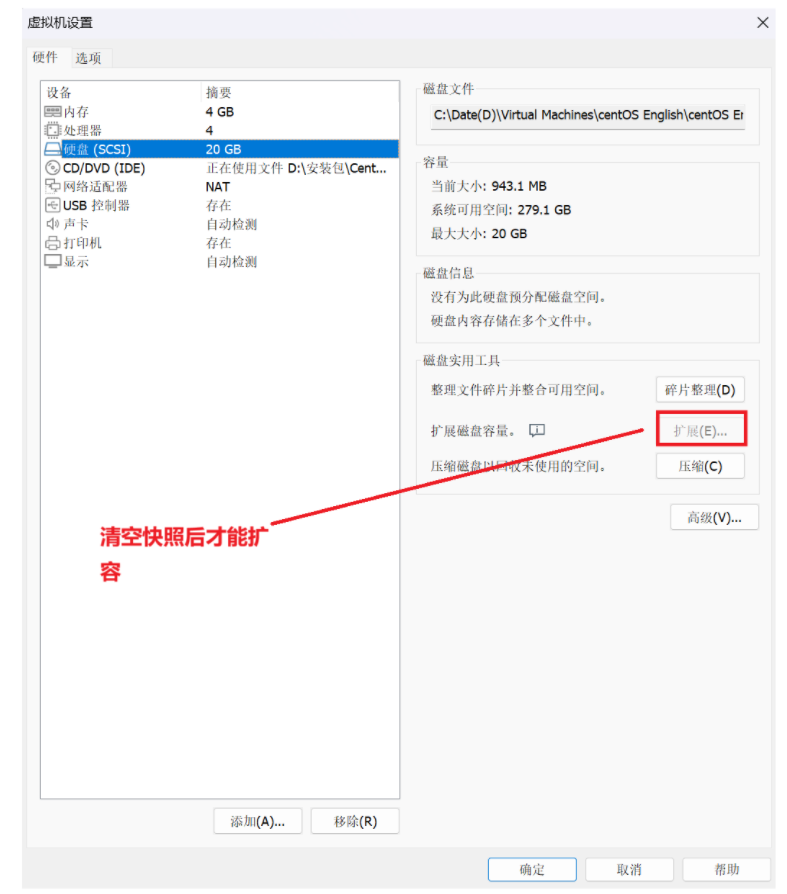 虚拟机设置
硬件 选项
设备 摘要
内存 4 GB
处理器 4
硬盘 (SCSI) 20 GB
CD/DVD (IDE) 正在使用文件 D:\安装包\Cent...
网络适配器 NAT
USB 控制器 存在
声卡 自动检测
打印机 存在
显示 自动检测
磁盘文件
C:\Date(D)\Virtual Machines\centOS English\centOS Er
容量
当前大小: 943.1 MB
系统可用空间: 279.1 GB
最大大小: 20 GB
磁盘信息
没有为此硬盘预分配磁盘空间。
硬盘内容存储在多个文件中。
磁盘实用工具
整理文件碎片并整合可用空间。 碎片整理(D)
扩展磁盘容量。 扩展(E)...
压缩磁盘以回收未使用的空间。 压缩(C)
高级(V)...
清空快照后才能扩
容
添加(A)... 移除(R)
确定 取消 帮助